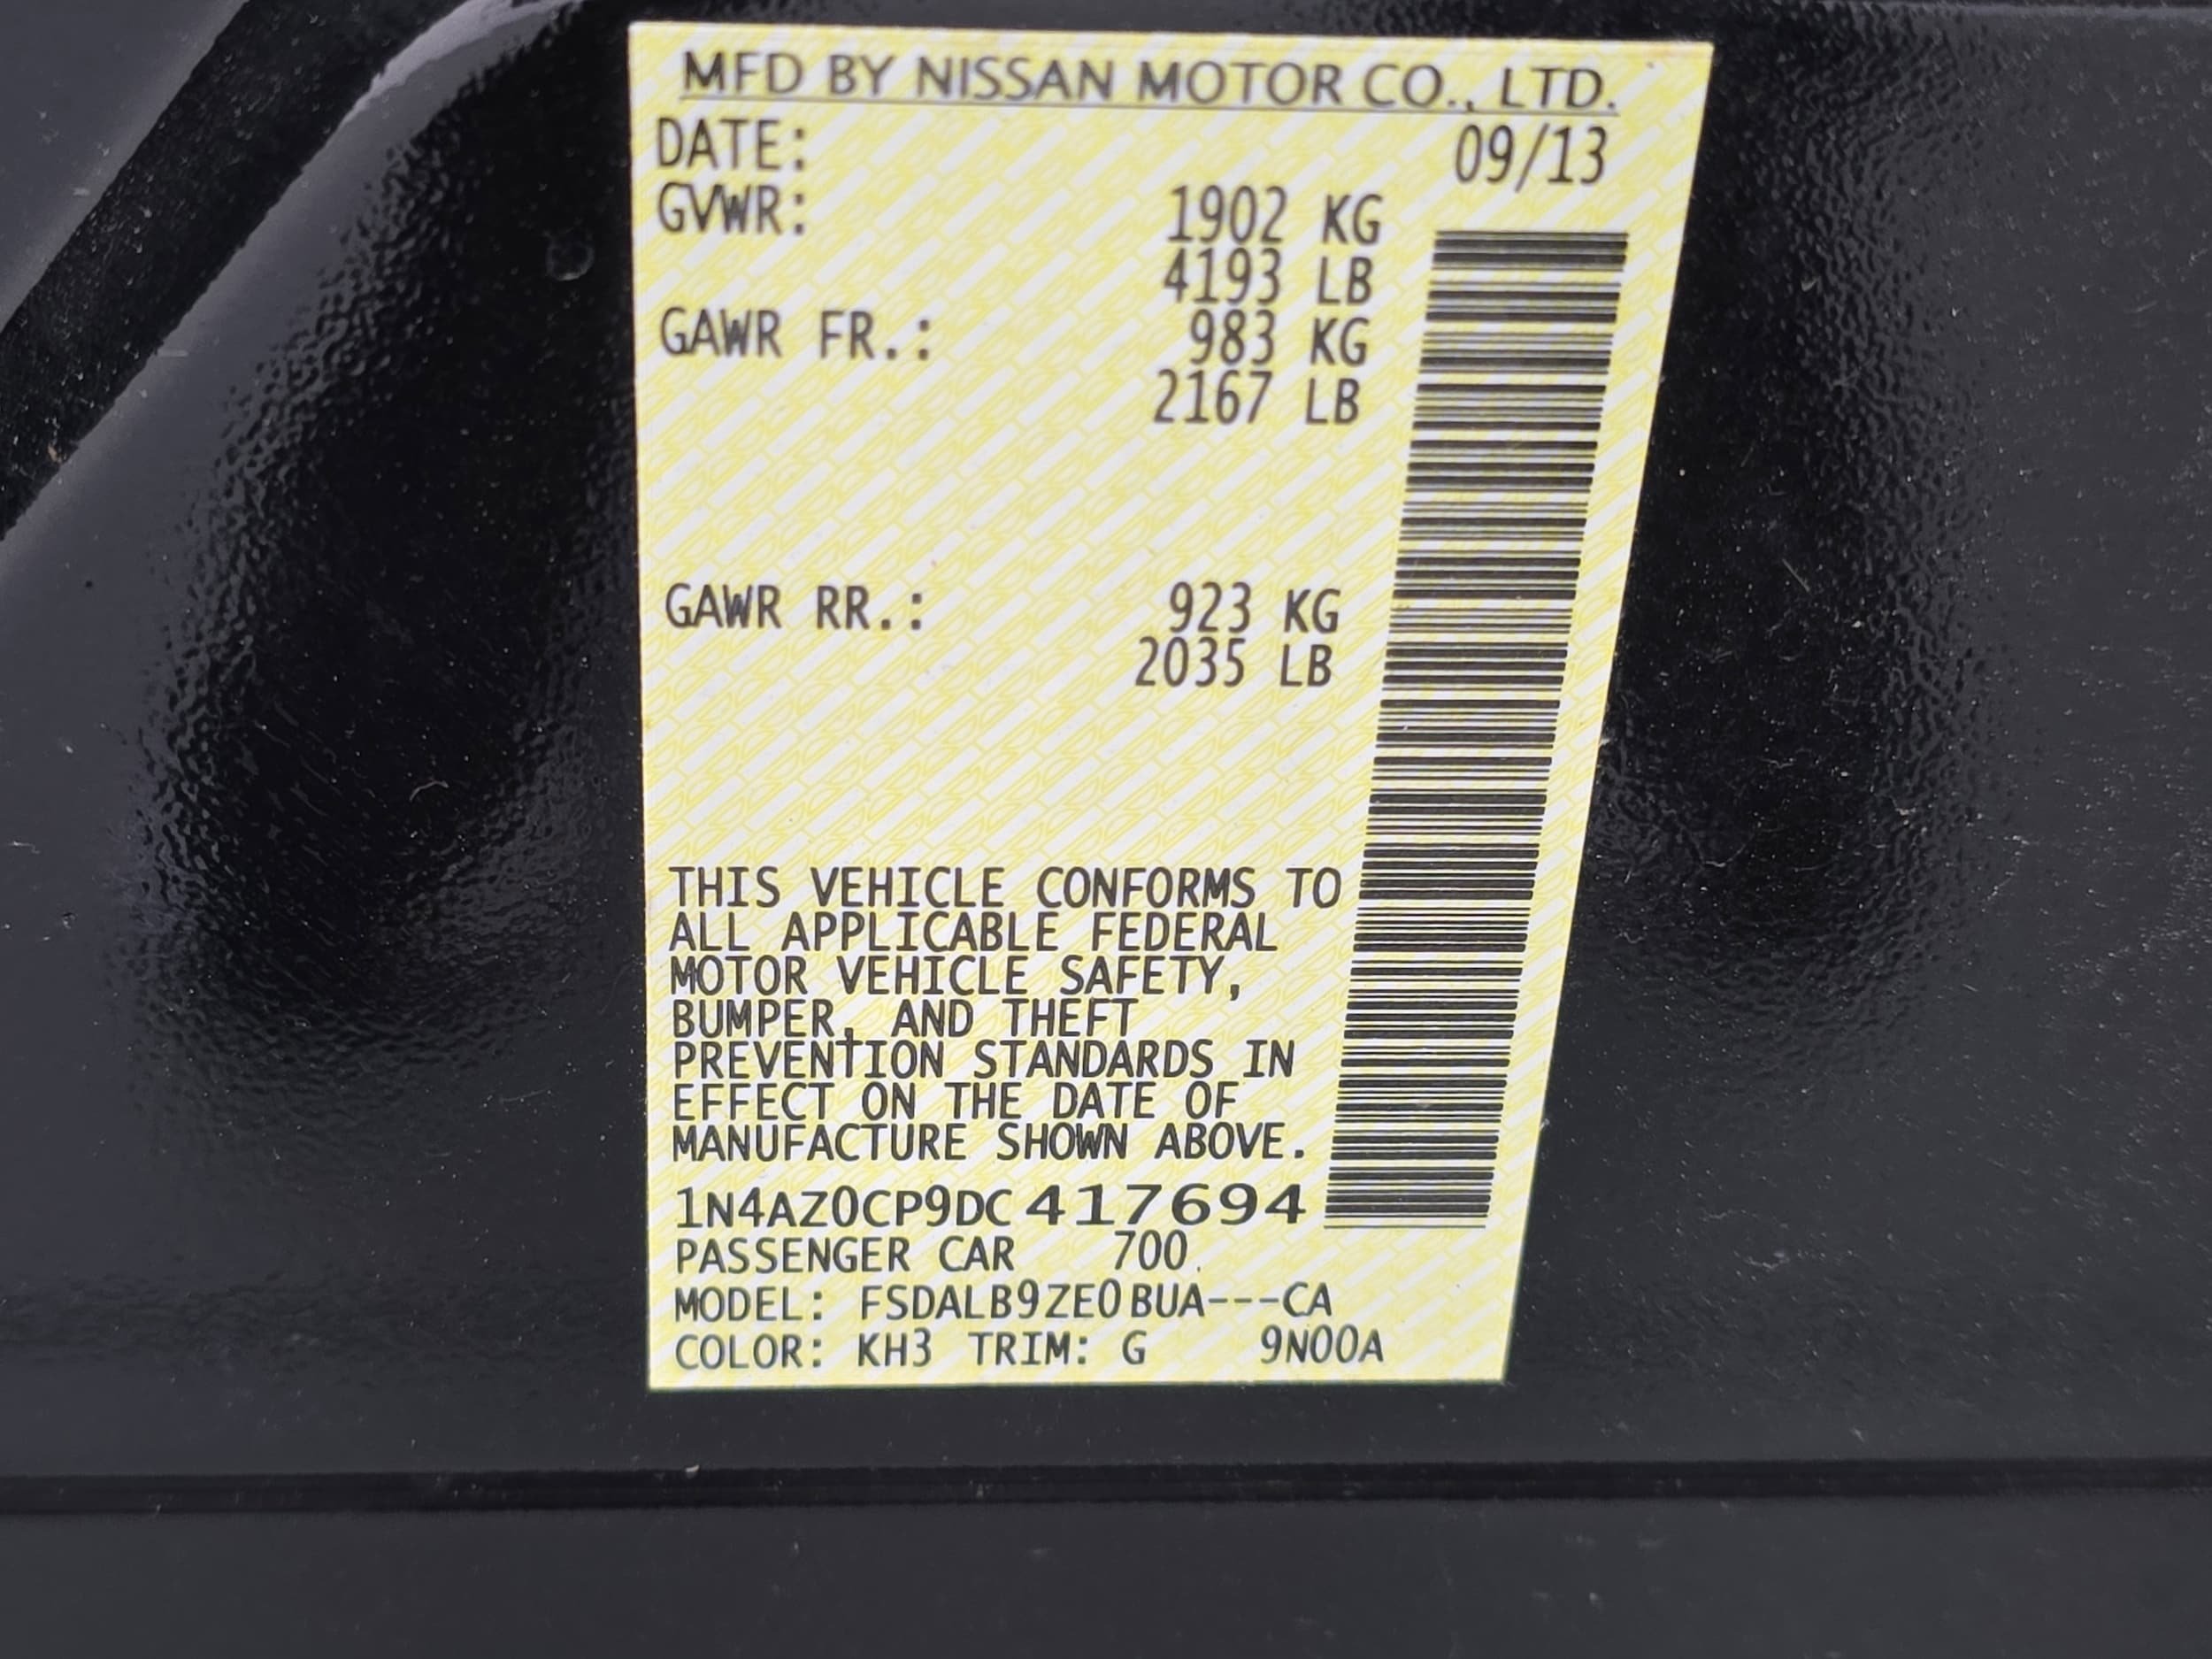 MFD BY NISSAN MOTOR CO., LTD.
DATE: 09/13
GVWR: 1902 KG
4193 LB
GAWR FR.: 983 KG
2167 LB
GAWR RR.: 923 KG
2035 LB
THIS VEHICLE CONFORMS TO
ALL APPLICABLE FEDERAL
MOTOR VEHICLE SAFETY,
BUMPER, AND THEFT
PREVENTION STANDARDS IN
EFFECT ON THE DATE OF
MANUFACTURE SHOWN ABOVE.
1N4AZ0CP9DC417694
PASSENGER CAR 700
MODEL: FSDALB9ZE0BUA---CA
COLOR: KH3 TRIM: G 9N00A